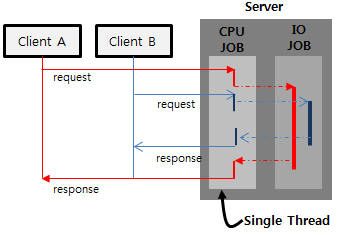 Server
Client A
Client B
CPU
JOB
IO
JOB
request
request
response
response
Single Thread